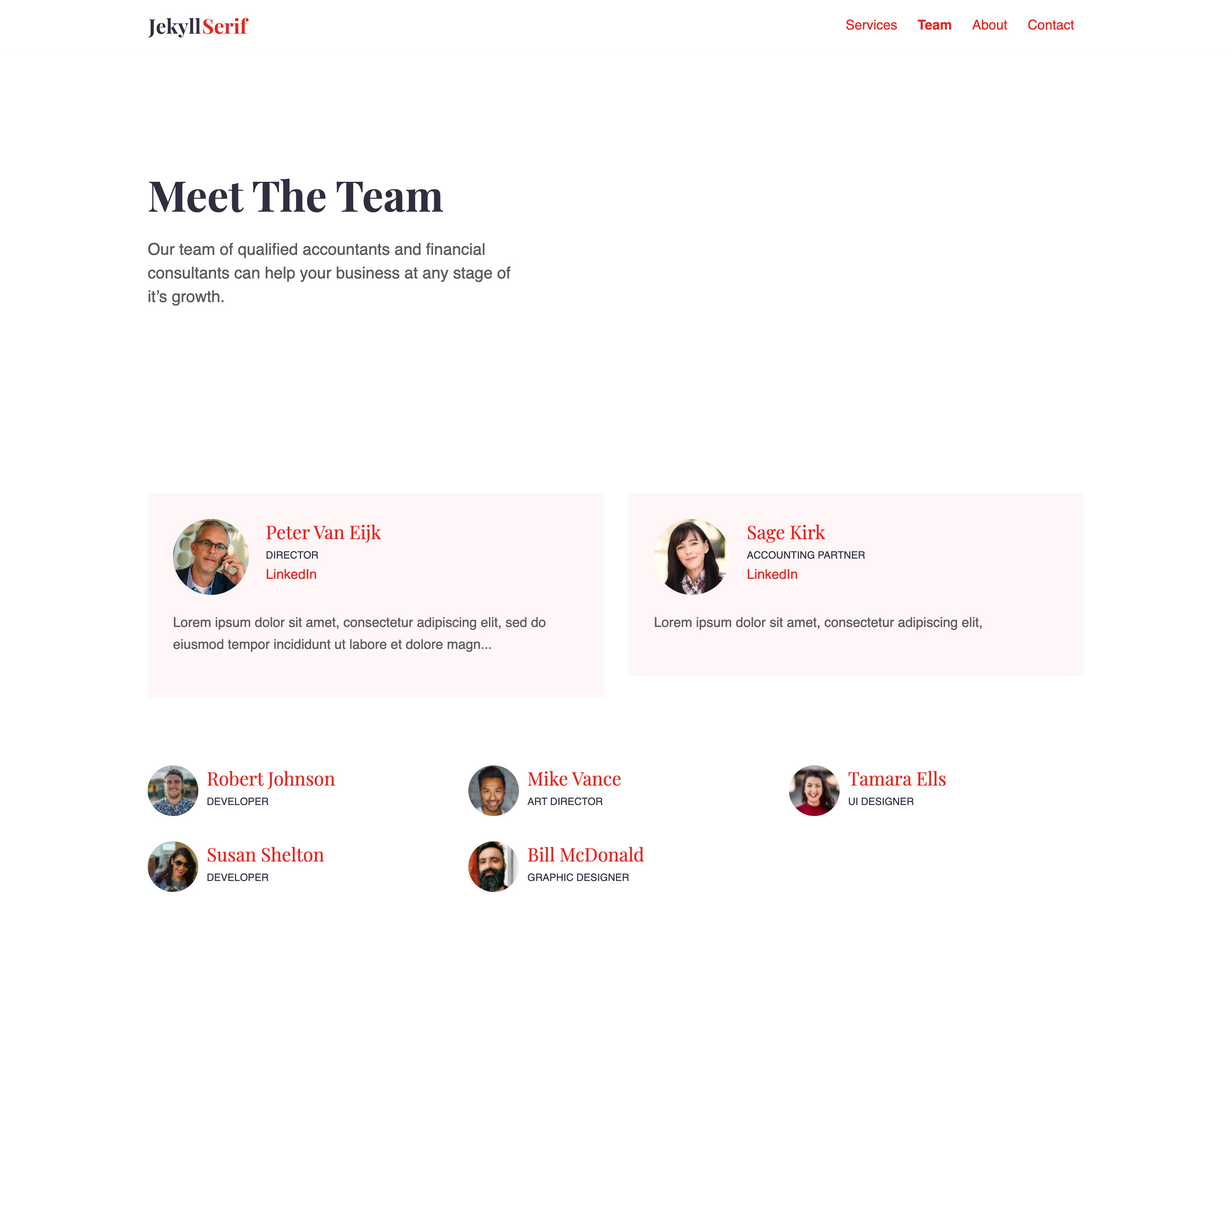 JekyllSerif
Services Team About Contact
Meet The Team
Our team of qualified accountants and financial
consultants can help your business at any stage of
it’s growth.
Peter Van Eijk
DIRECTOR
LinkedIn
Lorem ipsum dolor sit amet, consectetur adipiscing elit, sed do
eiusmod tempor incididunt ut labore et dolore magn...
Sage Kirk
ACCOUNTING PARTNER
LinkedIn
Lorem ipsum dolor sit amet, consectetur adipiscing elit,
Robert Johnson
DEVELOPER
Mike Vance
ART DIRECTOR
Tamara Ells
UI DESIGNER
Susan Shelton
DEVELOPER
Bill McDonald
GRAPHIC DESIGNER